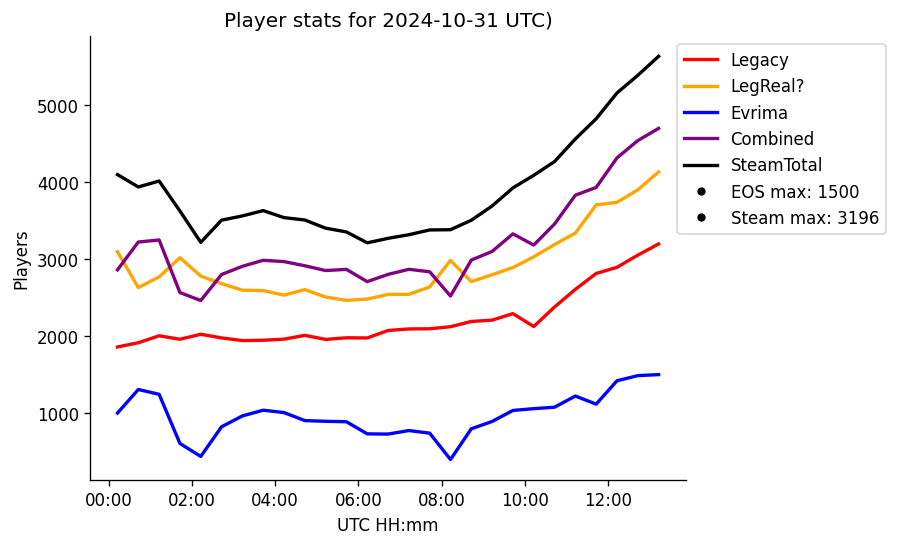 Player stats for 2024-10-31 UTC)
Legacy
LegReal?
Evrima
Combined
SteamTotal
EOS max: 1500
Steam max: 3196
Players
5000
4000
3000
2000
1000
00:00 02:00 04:00 06:00 08:00 10:00 12:00
UTC HH:mm